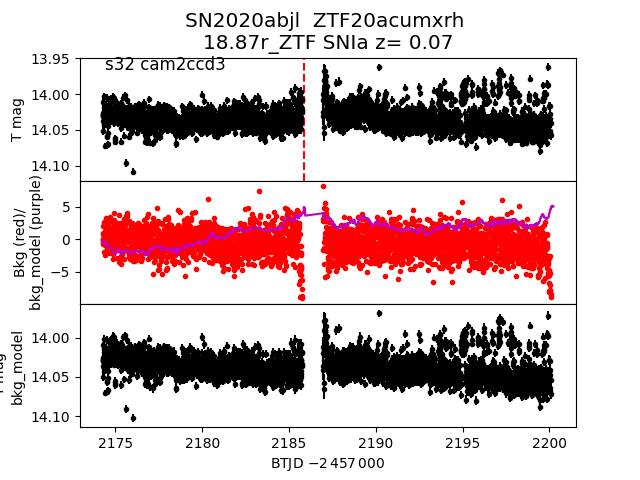 SN2020abjl ZTF20acumxrh
18.87r_ZTF SNIa z= 0.07
s32 cam2ccd3
13.95
14.00
14.05
14.10
T mag
5
0
−5
Bkg (red)/
bkg_model (purple)
14.00
14.05
14.10
mag
bkg_model
2175 2180 2185 2190 2195 2200
BTJD −2 457 000